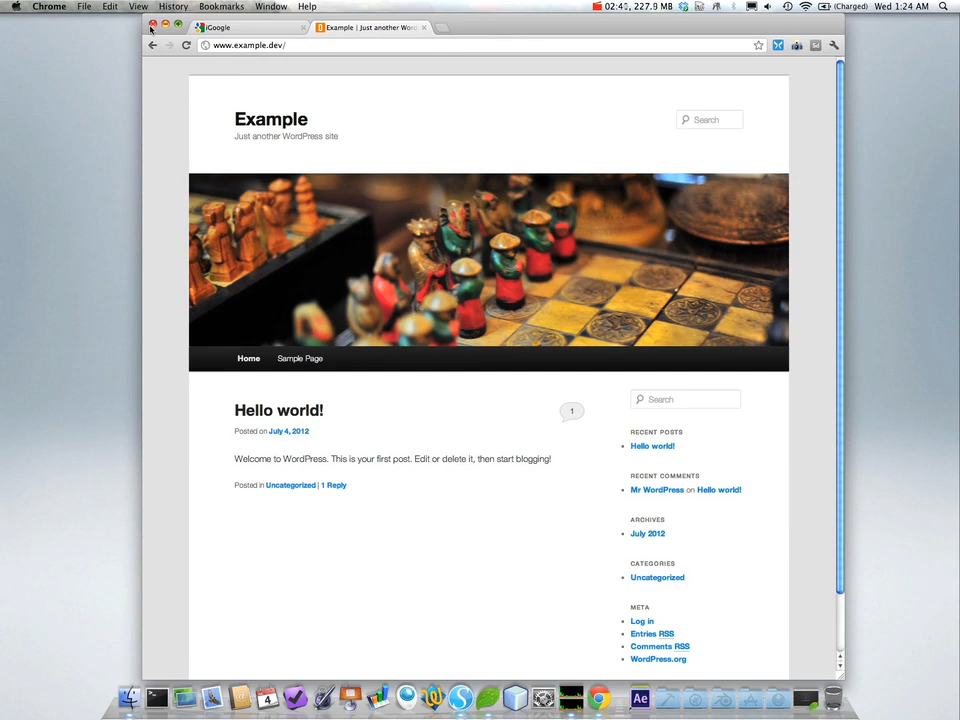 Chrome File Edit View History Bookmarks Window Help
227.9 MB (Charged) Wed 1:24 AM
iGoogle
Example | Just another Word
www.example.dev/
Example
Just another WordPress site
Search
Home Sample Page
Hello world!
1
Posted on July 4, 2012
Welcome to WordPress. This is your first post. Edit or delete it, then start blogging!
Posted in Uncategorized | 1 Reply
Search
RECENT POSTS
Hello world!
RECENT COMMENTS
Mr WordPress on Hello world!
ARCHIVES
July 2012
CATEGORIES
Uncategorized
META
Log in
Entries RSS
Comments RSS
WordPress.org
4
Ae